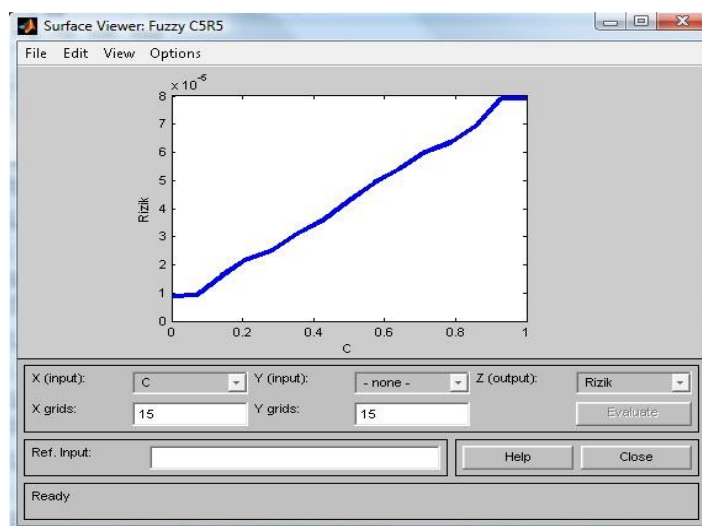 Surface Viewer: Fuzzy C5R5
File Edit View Options
× 10⁻⁵
8
7
6
5
4
3
2
1
0
Rizik
0 0.2 0.4 0.6 0.8 1
C
X (input): C Y (input): - none - Z (output): Rizik
X grids: 15 Y grids: 15 Evaluate
Ref. Input: Help Close
Ready